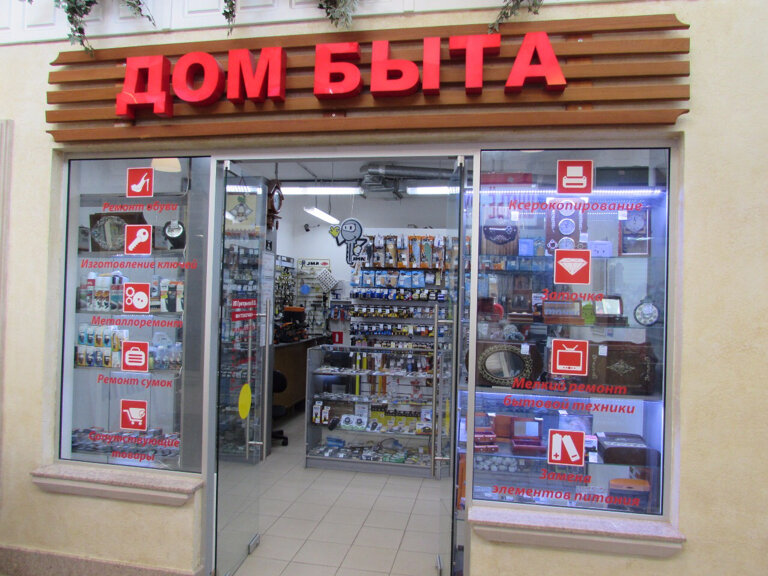 ДОМ БЫТА
Ремонт обуви
Изготовление ключей
Металлоремонт
Ремонт сумок
Сопутствующие
товары
JMA
Ксерокопирование
Заточка
Мелкий ремонт
бытовой техники
Замена
элементов питания